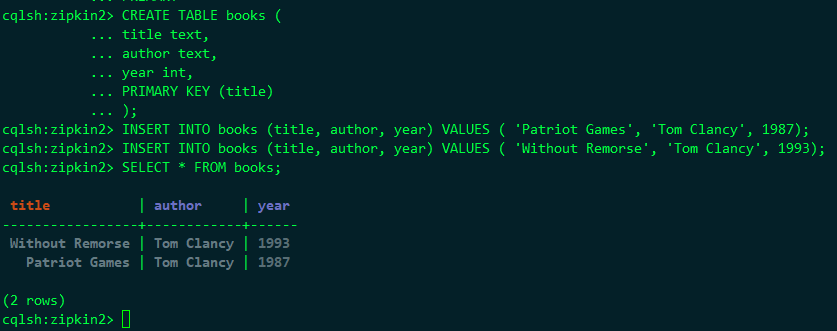 ... PRIMARY
cqlsh:zipkin2> CREATE TABLE books (
           ... title text,
           ... author text,
           ... year int,
           ... PRIMARY KEY (title)
           ... );
cqlsh:zipkin2> INSERT INTO books (title, author, year) VALUES ( 'Patriot Games', 'Tom Clancy', 1987);
cqlsh:zipkin2> INSERT INTO books (title, author, year) VALUES ( 'Without Remorse', 'Tom Clancy', 1993);
cqlsh:zipkin2> SELECT * FROM books;
 title           | author     | year
-----------------+------------+------
 Without Remorse | Tom Clancy | 1993
   Patriot Games | Tom Clancy | 1987
(2 rows)
cqlsh:zipkin2>